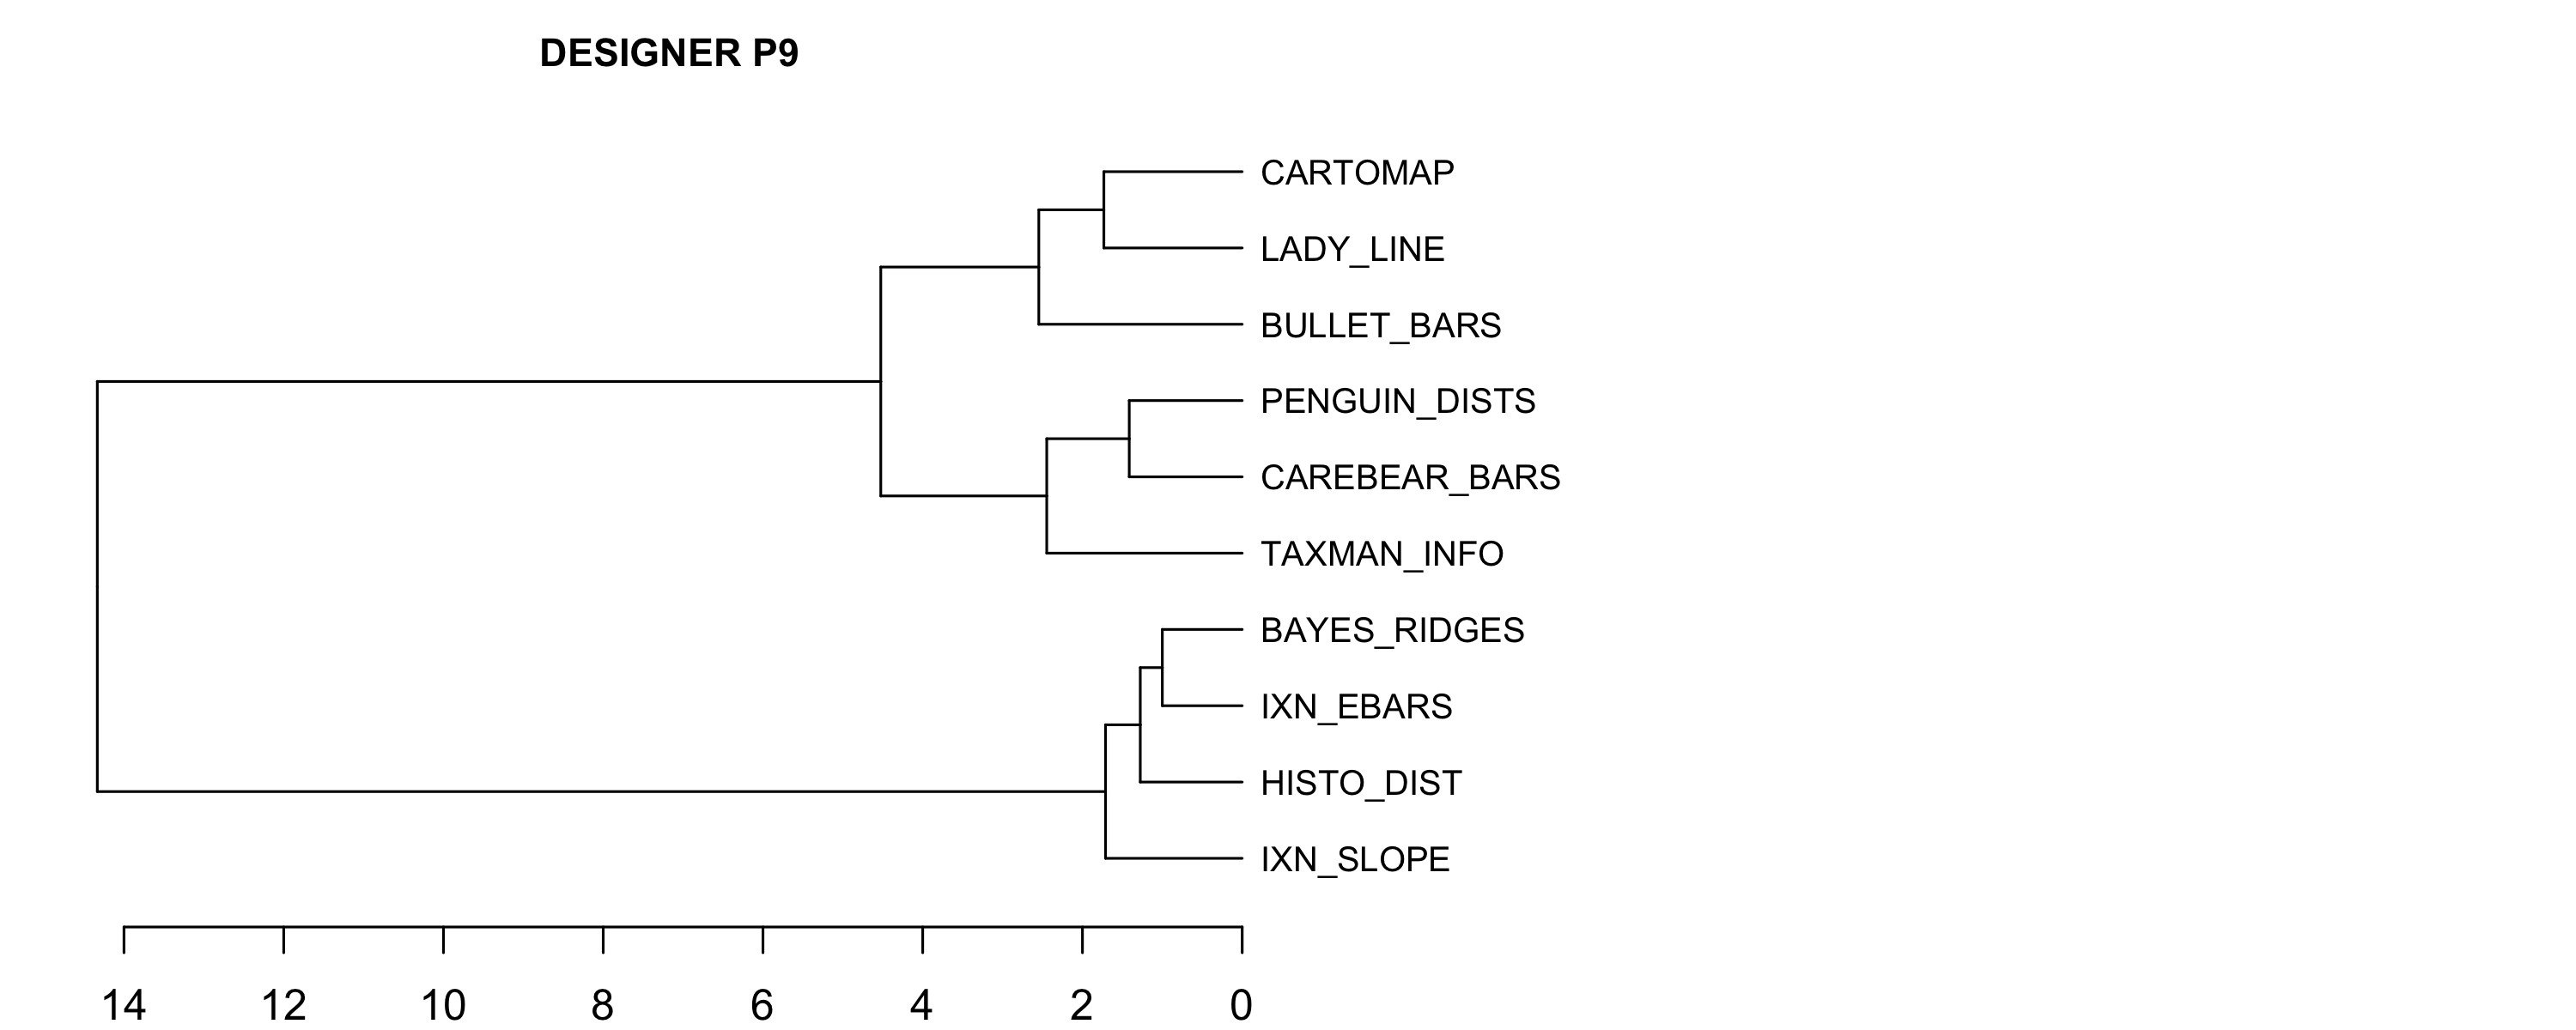 DESIGNER P9
CARTOMAP
LADY_LINE
BULLET_BARS
PENGUIN_DISTS
CAREBEAR_BARS
TAXMAN_INFO
BAYES_RIDGES
IXN_EBARS
HISTO_DIST
IXN_SLOPE
14 12 10 8 6 4 2 0